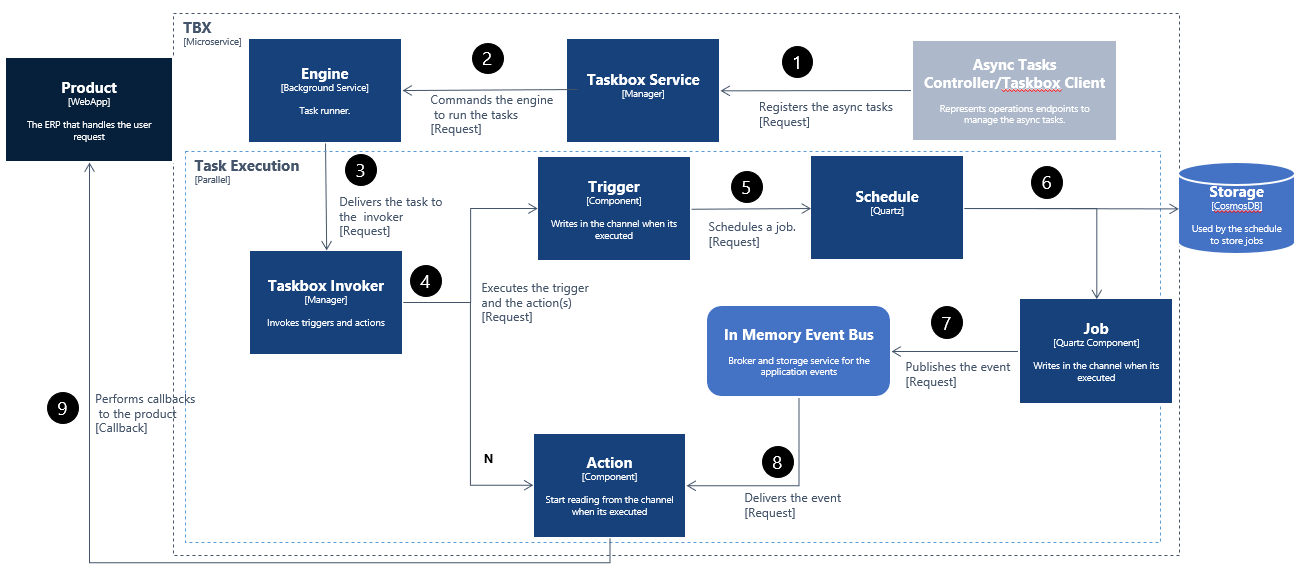 TBX
[Microservice]
Product
[WebApp]
The ERP that handles the user
request
Engine
[Background Service]
Task runner.
2
Commands the engine
to run the tasks
[Request]
Taskbox Service
[Manager]
1
Registers the async tasks
[Request]
Async Tasks
Controller/Taskbox Client
Represents operations endpoints to
manage the async tasks.
Task Execution
[Parallel]
3
Delivers the task to
the invoker
[Request]
Trigger
[Component]
Writes in the channel when its
executed
5
Schedules a job.
[Request]
Schedule
[Quartz]
6
Storage
[CosmosDB]
Used by the schedule
to store jobs
Taskbox Invoker
[Manager]
Invokes triggers and actions
4
Executes the trigger
and the action(s)
[Request]
In Memory Event Bus
Broker and storage service for the
application events
7
Publishes the event
[Request]
Job
[Quartz Component]
Writes in the channel when its
executed
9
Performs callbacks
to the product
[Callback]
N
Action
[Component]
Start reading from the channel
when its executed
8
Delivers the event
[Request]